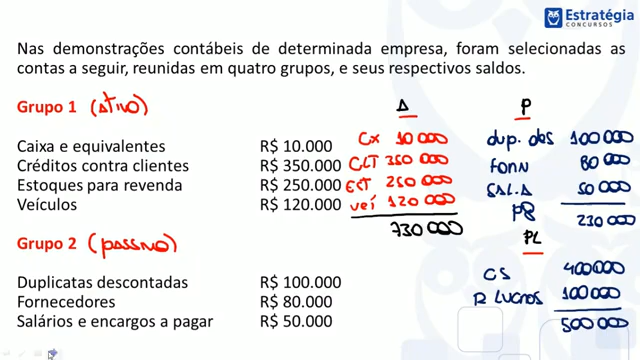 Estratégia
CONCURSOS
Nas demonstrações contábeis de determinada empresa, foram selecionadas as
contas a seguir, reunidas em quatro grupos, e seus respectivos saldos.
Grupo 1 (Ativo)
Caixa e equivalentes R$ 10.000
Créditos contra clientes R$ 350.000
Estoques para revenda R$ 250.000
Veículos R$ 120.000
Grupo 2 (passivo)
Duplicatas descontadas R$ 100.000
Fornecedores R$ 80.000
Salários e encargos a pagar R$ 50.000
A
Cx 10 000
CLT 350 000
EST 250 000
veí 120 000
730 000
P
dup. des 100 000
FORN 80 000
SAL.A 50 000
PE 230 000
PL
CS 400 000
R LUCROS 100 000
500 000